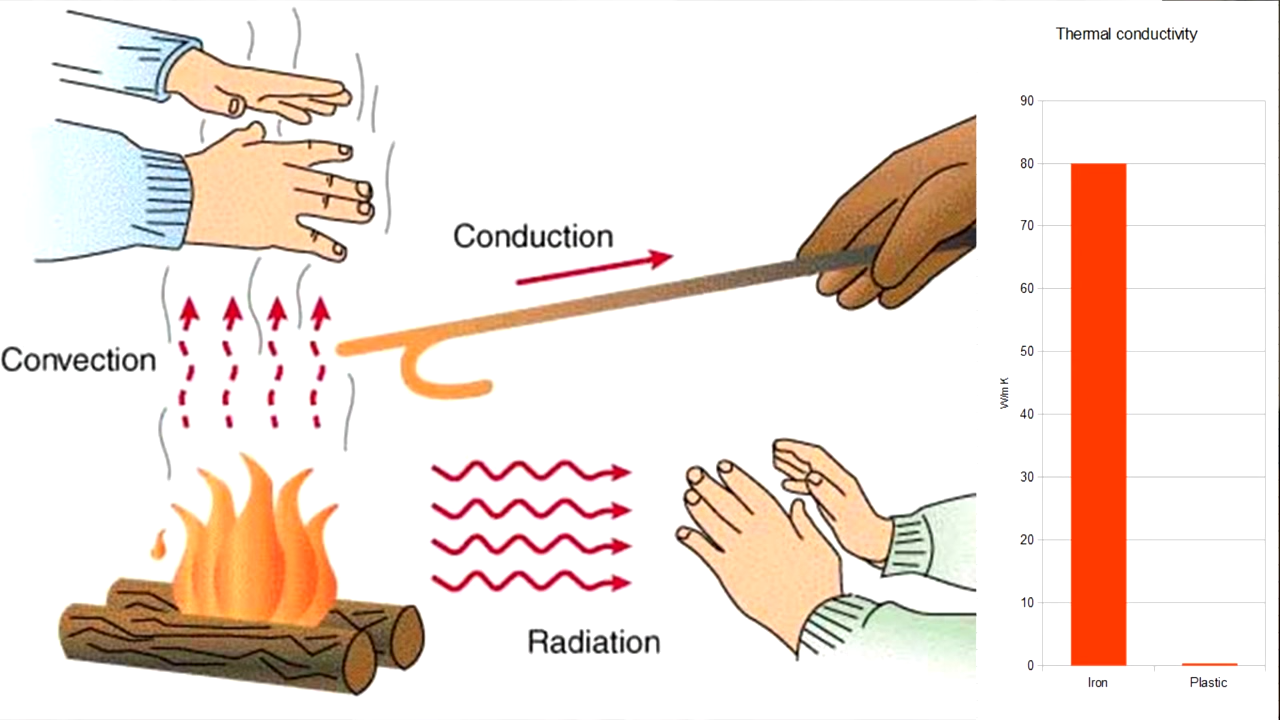 Conduction
Convection
Radiation
Thermal conductivity
90
80
70
60
50
40
30
20
10
0
W/m K
Iron
Plastic